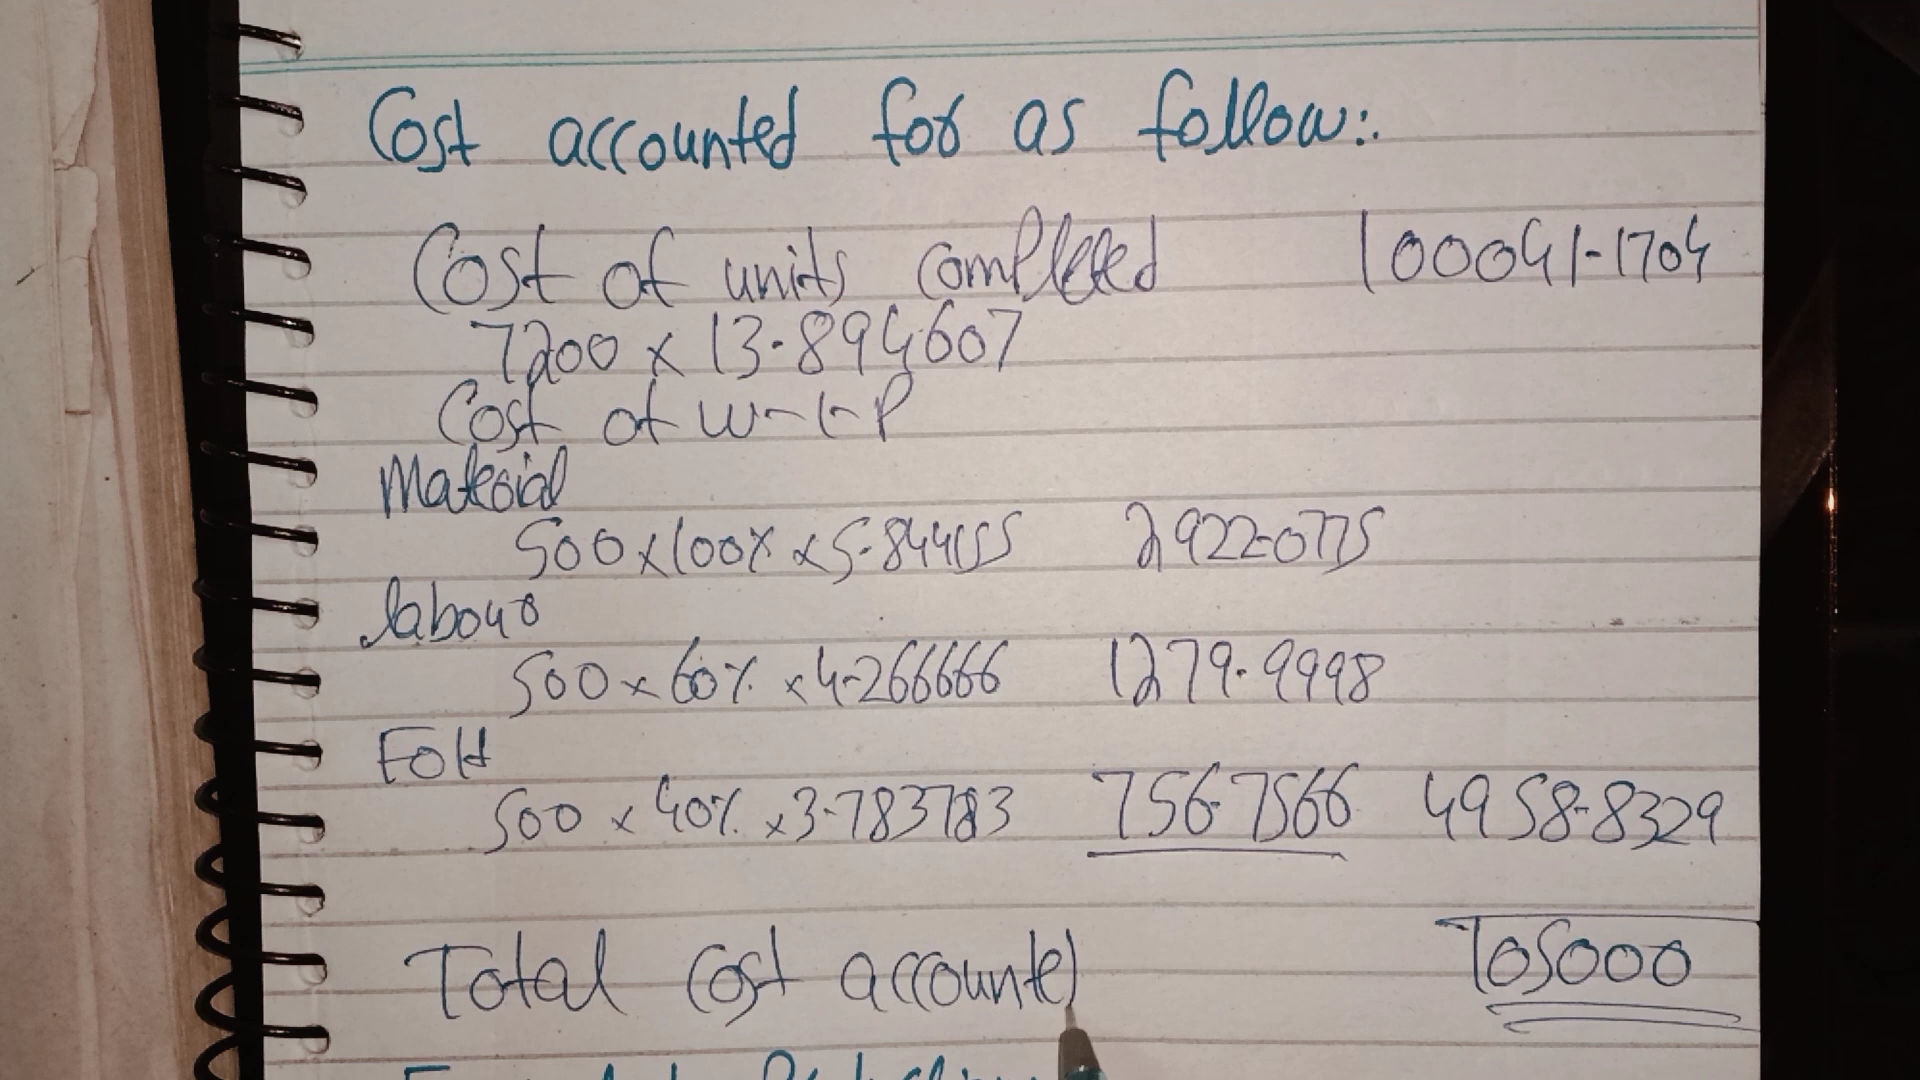 Cost accounted for as follow:.
Cost of units completed 100041-1704
7200 x 13.894607
Cost of w-I-P
Material
500 x 100% x 5.844155 2922.0775
labour
500 x 60% x 4.266666 1279.9998
FOH
500 x 40% x 3.783783 756.7566 4958.8329
Total Cost accounted 105000